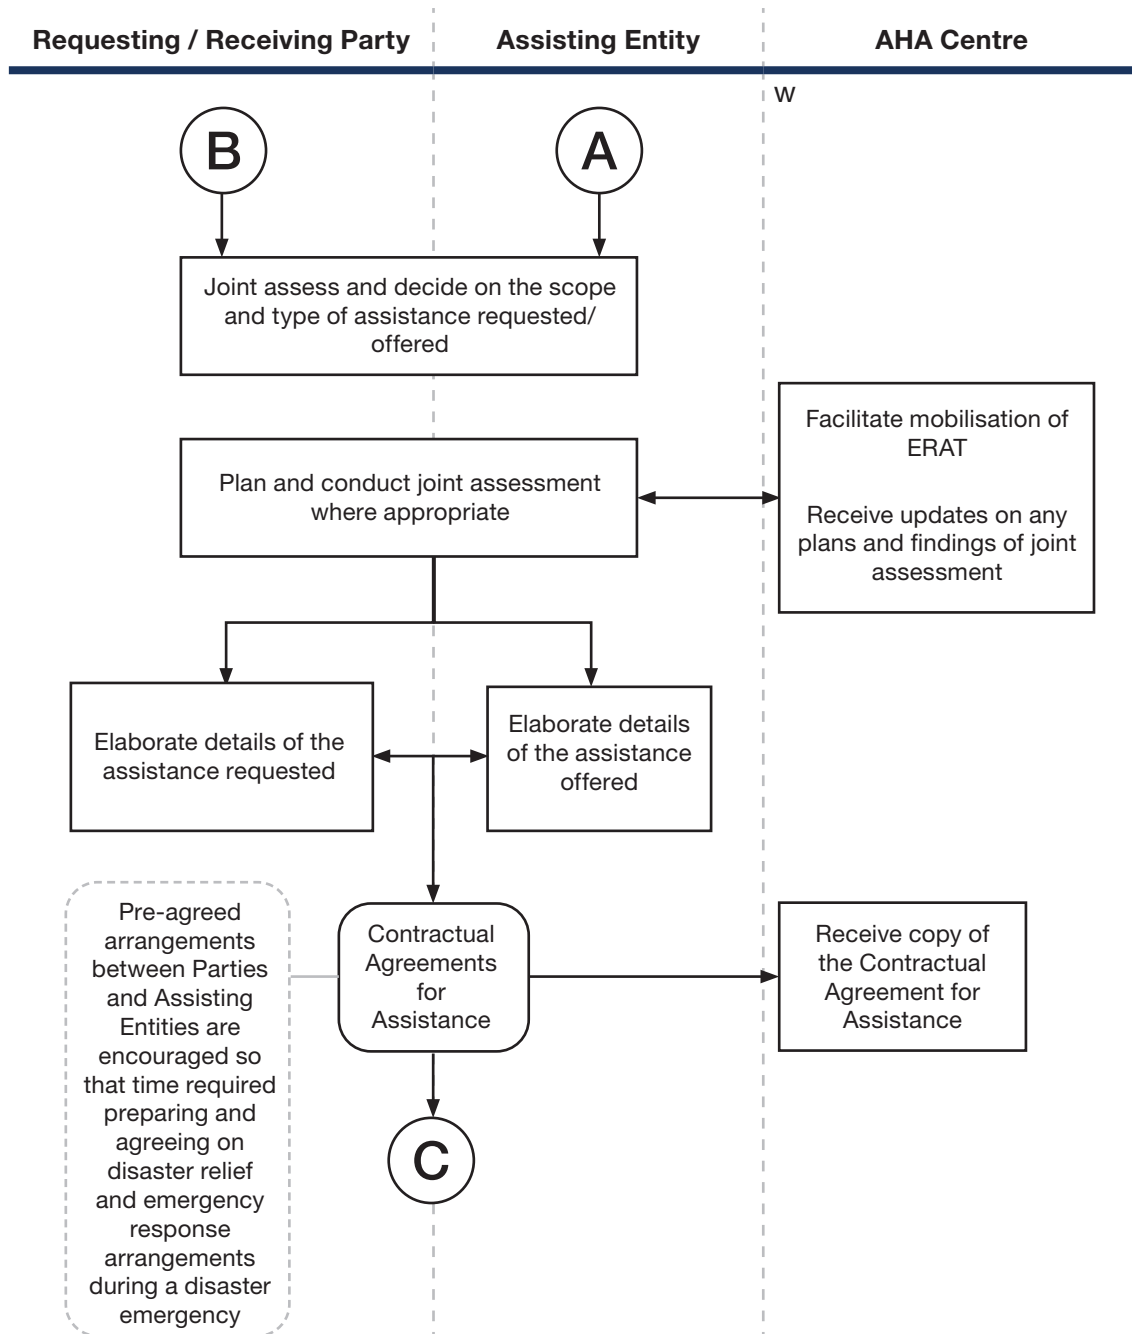 Requesting / Receiving Party
Assisting Entity
AHA Centre
w
B
A
Joint assess and decide on the scope
and type of assistance requested/
offered
Facilitate mobilisation of
ERAT
Receive updates on any
plans and findings of joint
assessment
Plan and conduct joint assessment
where appropriate
Elaborate details of the
assistance requested
Elaborate details
of the assistance
offered
Pre-agreed
arrangements
between Parties
and Assisting
Entities are
encouraged so
that time required
preparing and
agreeing on
disaster relief
and emergency
response
arrangements
during a disaster
emergency
Contractual
Agreements
for
Assistance
Receive copy of
the Contractual
Agreement for
Assistance
C